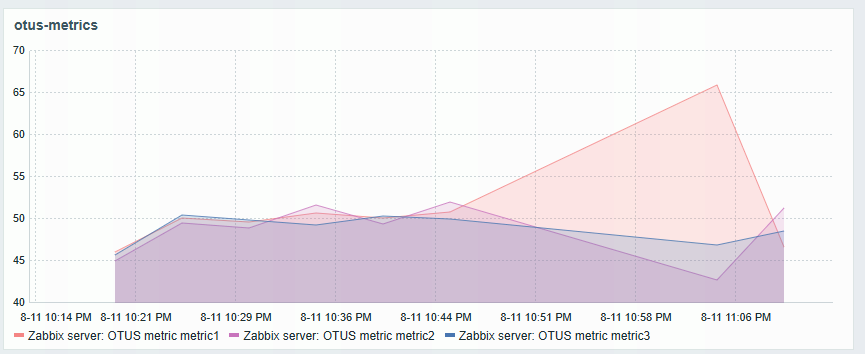 otus-metrics
70
65
60
55
50
45
40
8-11 10:14 PM 8-11 10:21 PM 8-11 10:29 PM 8-11 10:36 PM 8-11 10:44 PM 8-11 10:51 PM 8-11 10:58 PM 8-11 11:06 PM
Zabbix server: OTUS metric metric1 Zabbix server: OTUS metric metric2 Zabbix server: OTUS metric metric3